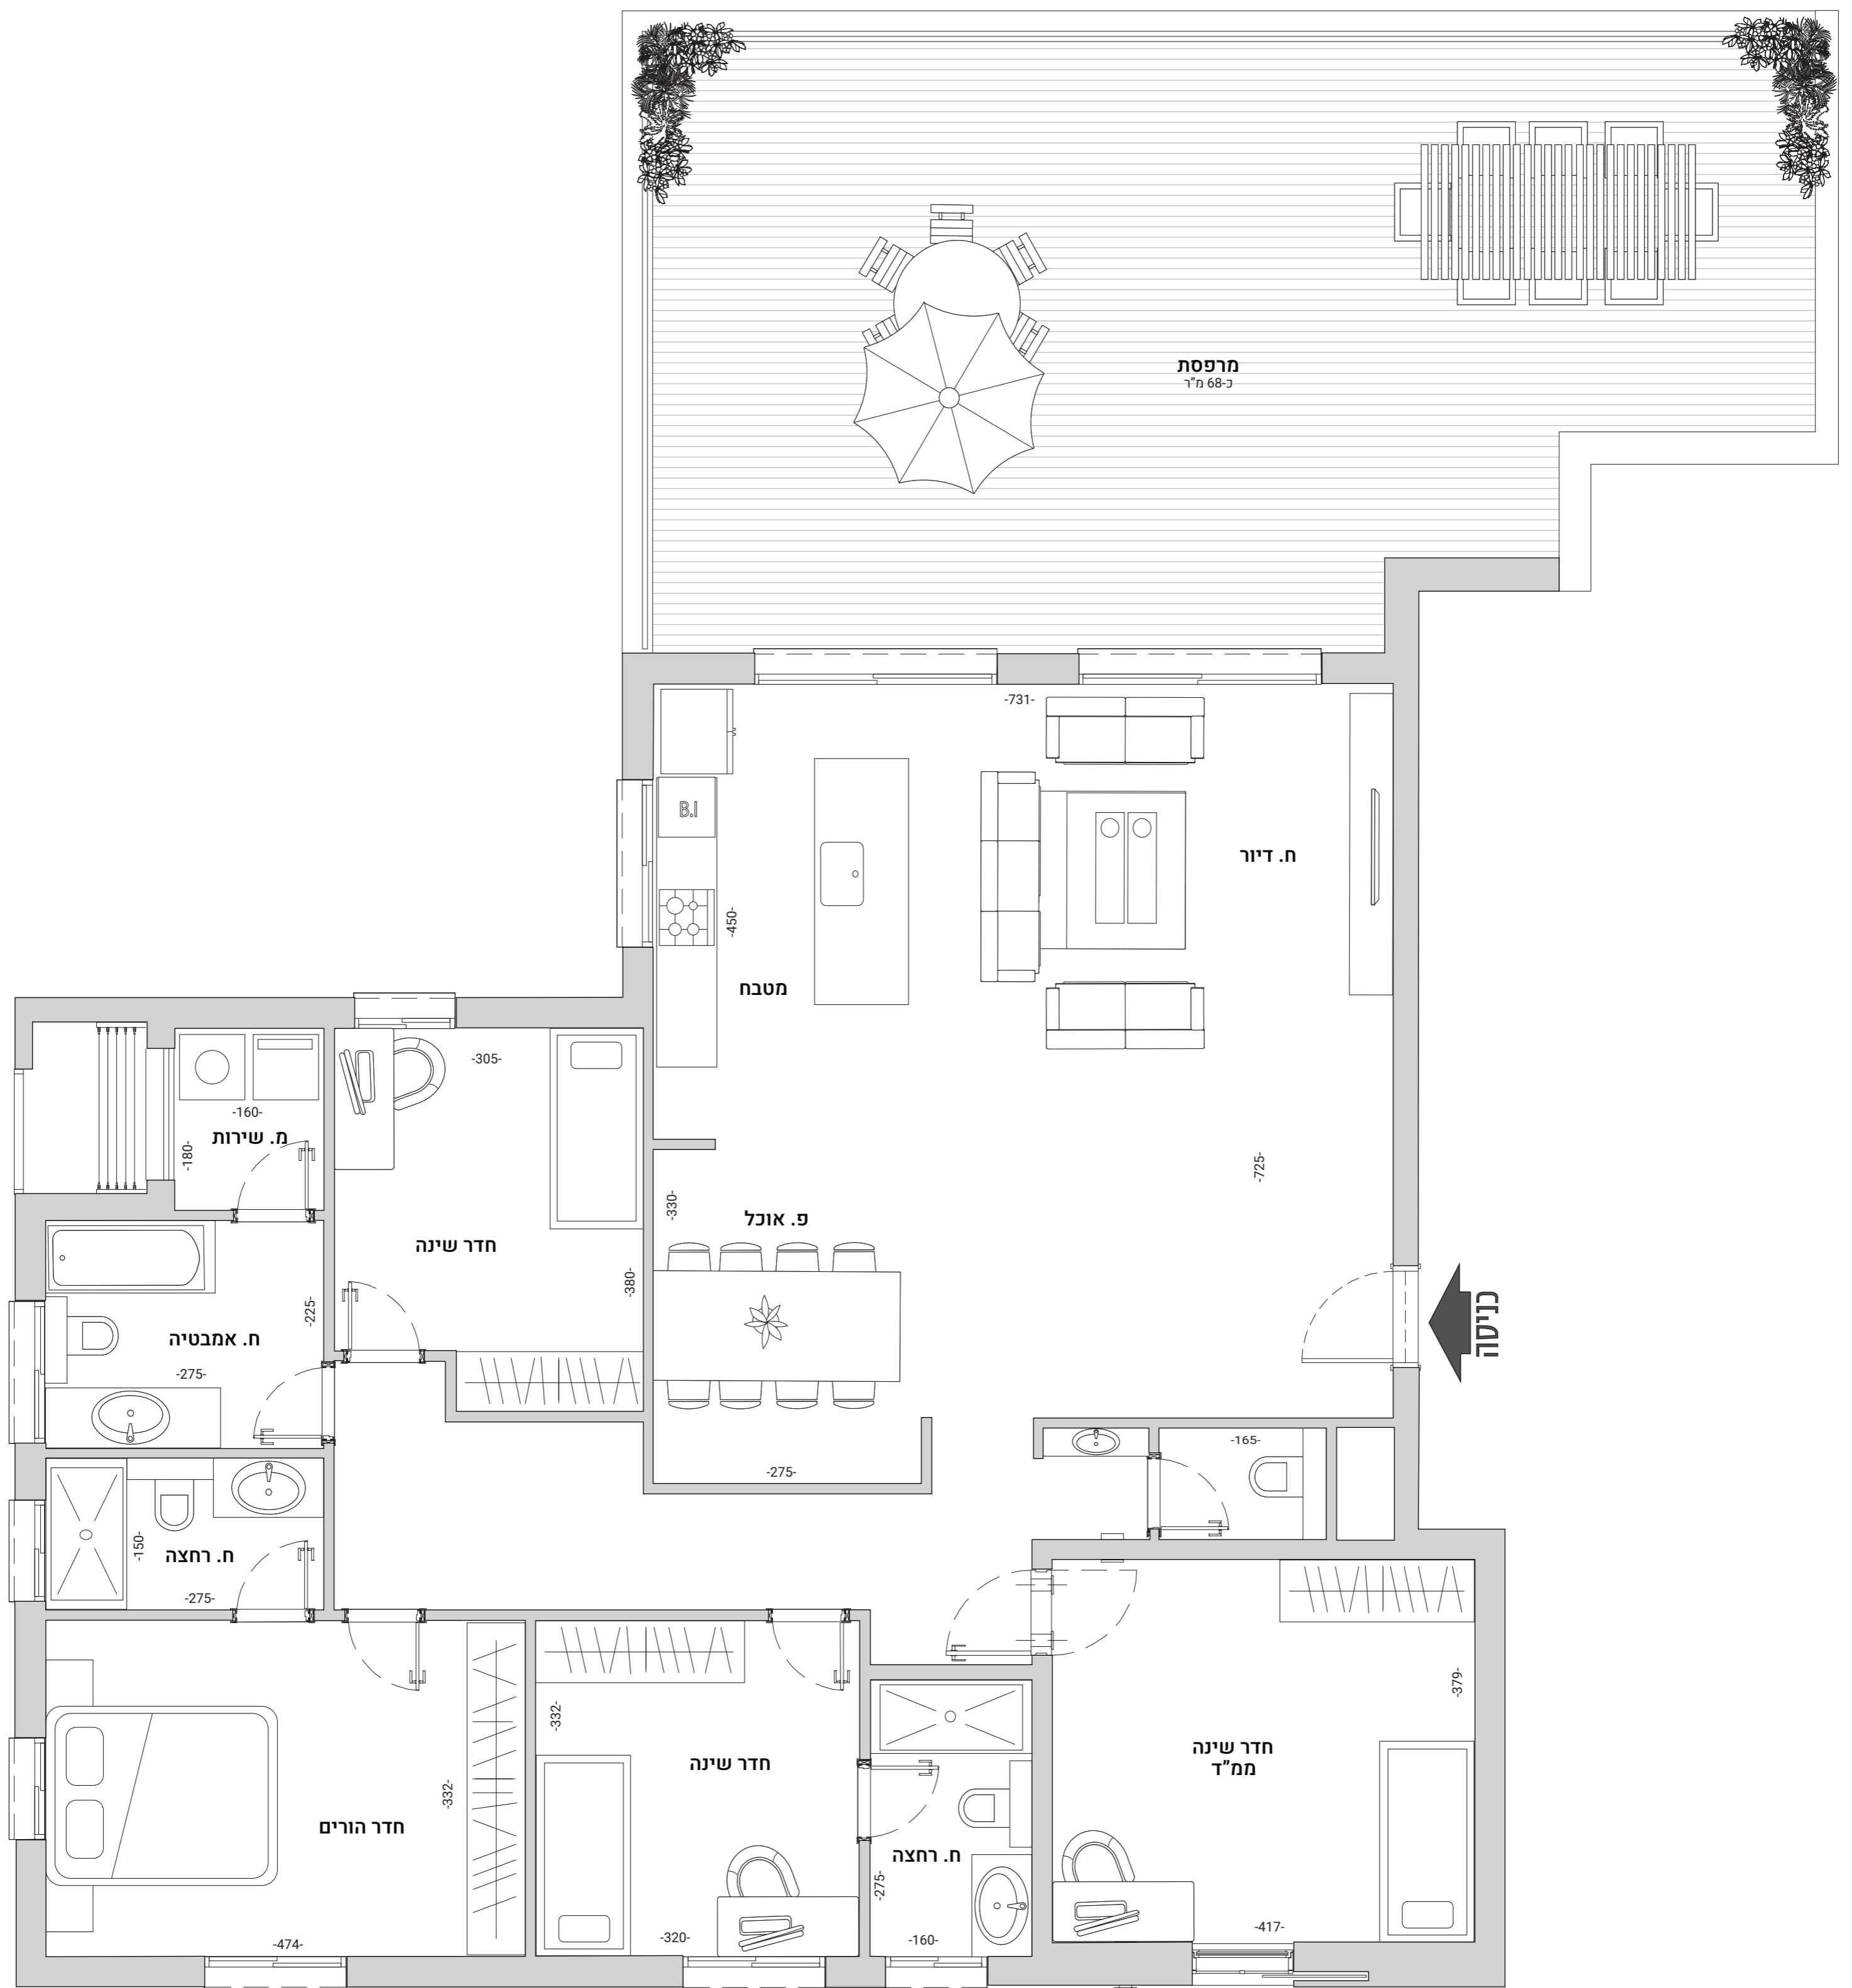 מרפסת
כ-68 מ"ר
-731-
B.I
ח. דיור
-450-
מטבח
-305-
-160-
מ. שירות
-180-
-725-
-330-
פ. אוכל
חדר שינה
-380-
-225-
ח. אמבטיה
-275-
כניסה
-165-
-275-
-150-
ח. רחצה
-275-
-379-
-332-
חדר שינה
ממ"ד
חדר שינה
-332-
חדר הורים
ח. רחצה
-275-
-417-
-320-
-160-
-474-